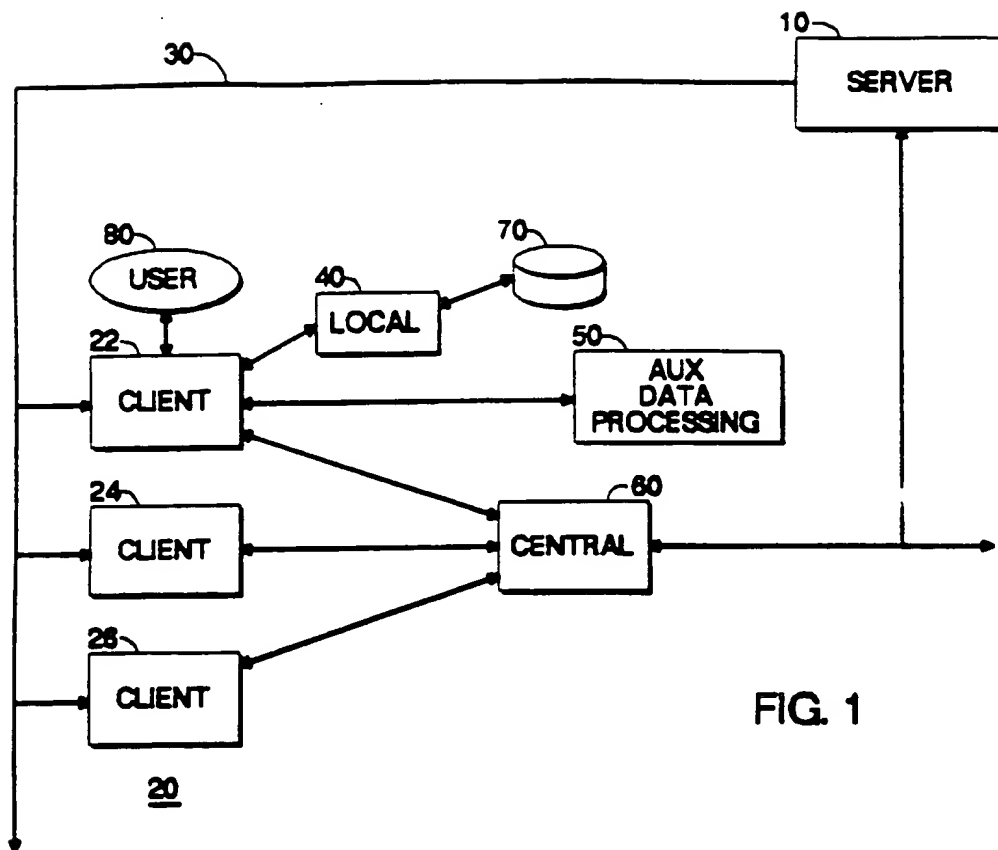 10
30
SERVER
80
USER
70
40
LOCAL
22
CLIENT
50
AUX
DATA
PROCESSING
24
CLIENT
60
CENTRAL
26
CLIENT
FIG. 1
20